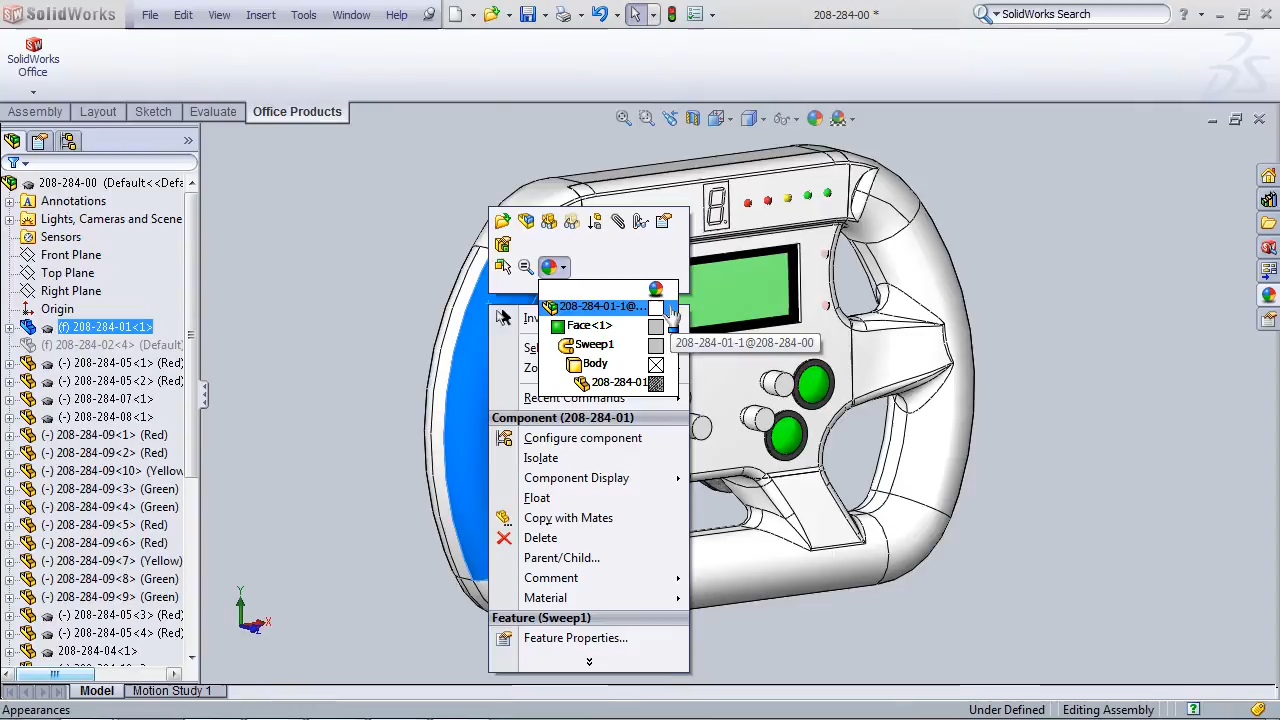 SolidWorks
File Edit View Insert Tools Window Help
208-284-00 *
SolidWorks Search
?
SolidWorks
Office
Assembly Layout Sketch Evaluate Office Products
208-284-00 (Default<<Defa
Annotations
Lights, Cameras and Scene
Sensors
Front Plane
Top Plane
Right Plane
Origin
(f) 208-284-01<1>
(f) 208-284-02<4> (Default)
(-) 208-284-05<1> (Red)
(-) 208-284-05<2> (Red)
(-) 208-284-07<1>
(-) 208-284-08<1>
(-) 208-284-09<1> (Red)
(-) 208-284-09<2> (Red)
(-) 208-284-09<10> (Yellow
(-) 208-284-09<3> (Green)
(-) 208-284-09<4> (Green)
(-) 208-284-09<5> (Red)
(-) 208-284-09<6> (Red)
(-) 208-284-09<7> (Yellow)
(-) 208-284-09<8> (Green)
(-) 208-284-09<9> (Green)
(-) 208-284-05<3> (Red)
(-) 208-284-05<4> (Red)
208-284-04<1>
208-284-01-1@...
Face<1>
Sweep1
Body
208-284-01
208-284-01-1@208-284-00
Inv
Sel
Zo
Recent Commands
Component (208-284-01)
Configure component
Isolate
Component Display
Float
Copy with Mates
Delete
Parent/Child...
Comment
Material
Feature (Sweep1)
Feature Properties...
Y
X
Z
Model Motion Study 1
Appearances
Under Defined Editing Assembly ?